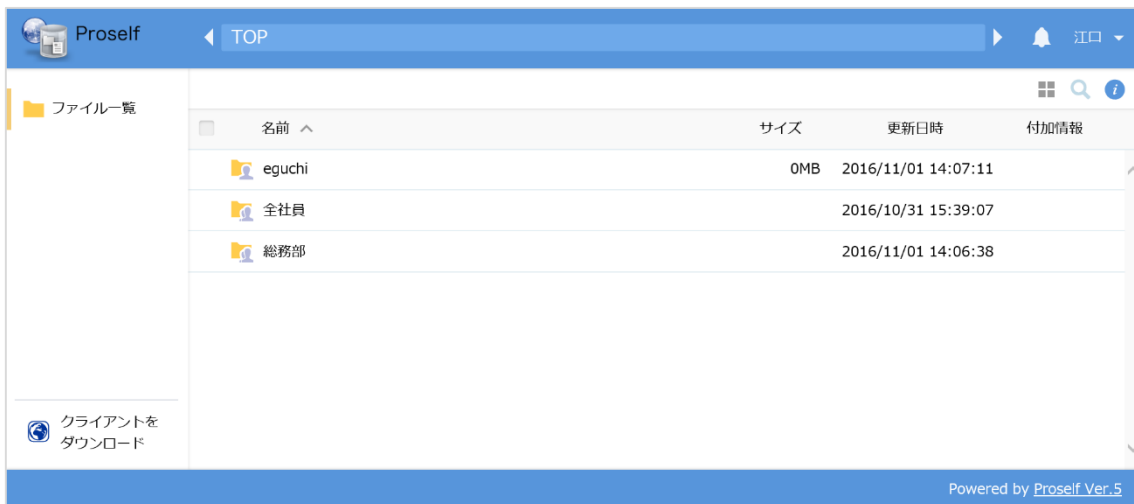 Proself
TOP
江口
ファイル一覧
名前 サイズ 更新日時 付加情報
eguchi 0MB 2016/11/01 14:07:11
全社員 2016/10/31 15:39:07
総務部 2016/11/01 14:06:38
クライアントを
ダウンロード
Powered by Proself Ver.5